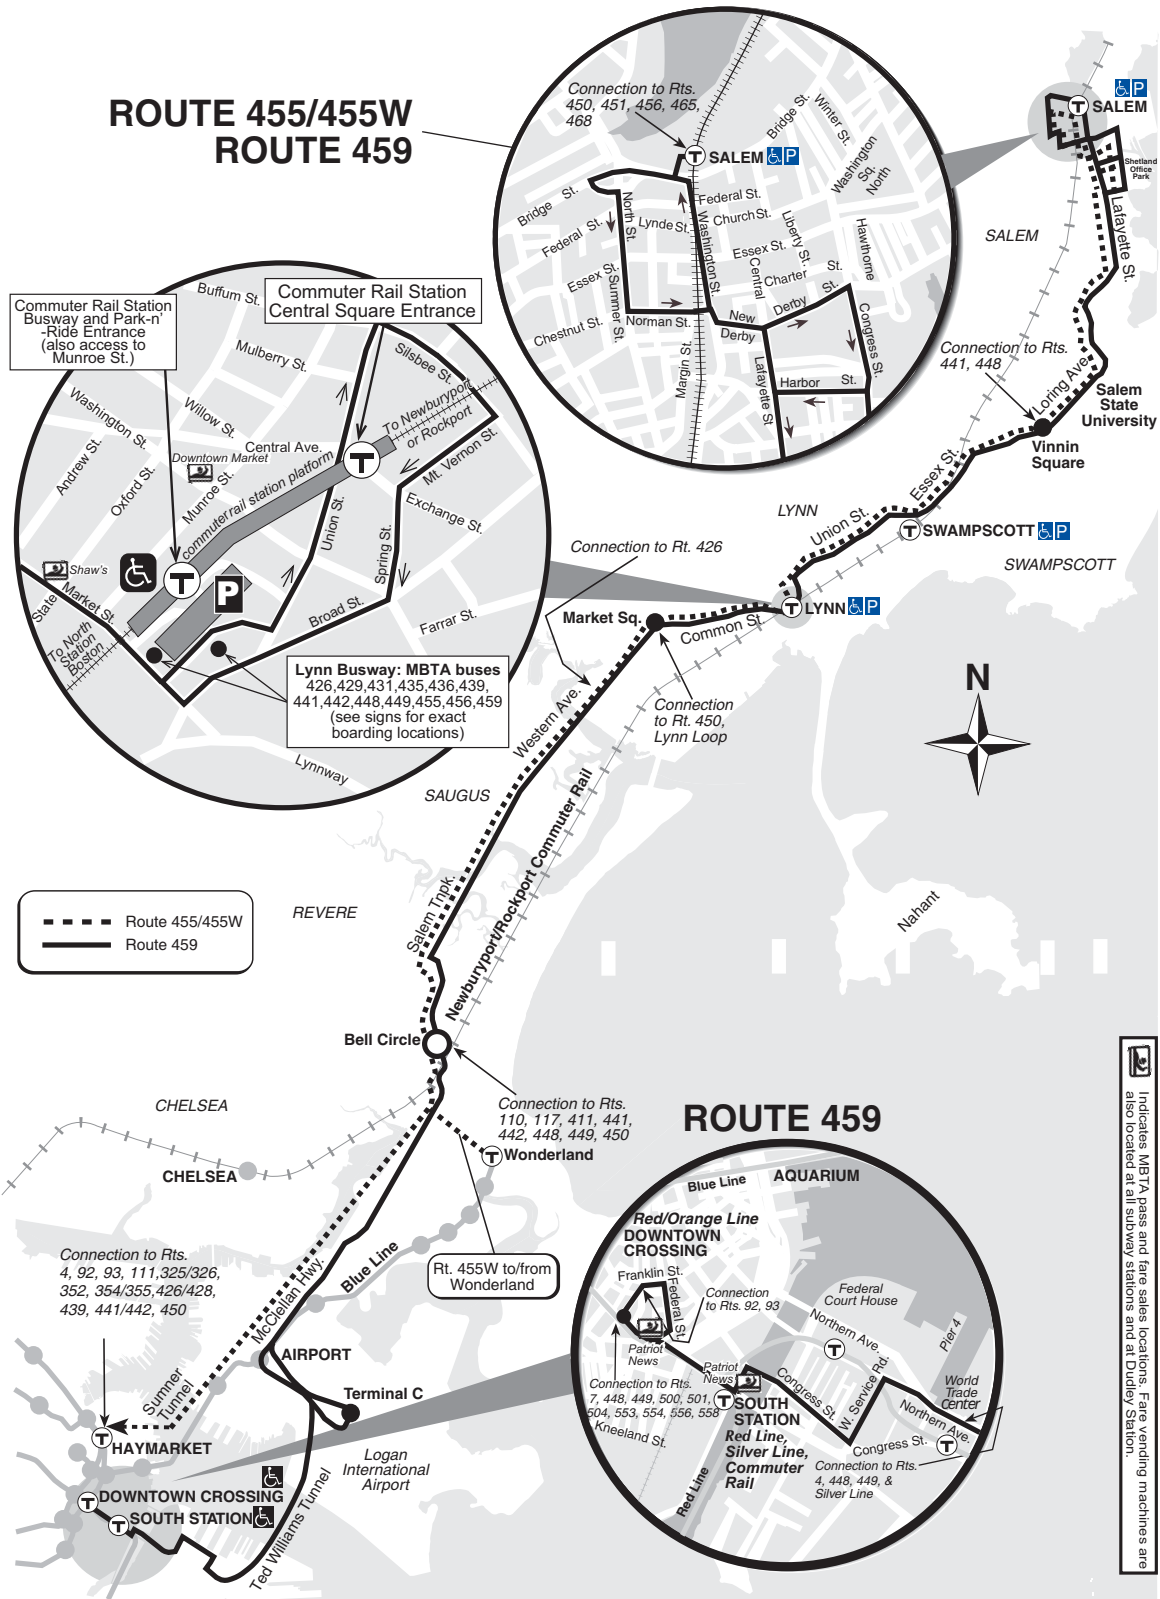 ROUTE 455/455W
ROUTE 459
Connection to Rts.
450, 451, 456, 465,
468
SALEM
P
Bridge St.
Winter St.
Washington
Sq.
North
Bridge St.
Federal St.
Federal St.
North St.
Lynde St.
Church St.
Washington St.
Liberty St.
Hawthorne
Essex St.
Essex St.
Summer St.
Central
Charter St.
Derby St.
Chestnut St.
Norman St.
New
Derby
Congress St.
Margin St.
Lafayette St
Harbor St.
P
SALEM
Shetland
Office
Park
Lafayette St.
SALEM
Connection to Rts.
441, 448
Loring Ave.
Salem
State
University
Vinnin
Square
Essex St.
LYNN
Union St.
SWAMPSCOTT
P
SWAMPSCOTT
Commuter Rail Station
Busway and Park-n'
-Ride Entrance
(also access to
Munroe St.)
Commuter Rail Station
Central Square Entrance
Buffum St.
Mulberry St.
Silsbee St.
To Newburyport
or Rockport
Washington St.
Willow St.
Central Ave.
Andrew St.
Oxford St.
Downtown Market
Munroe St.
commuter rail station platform
Mt. Vernon St.
Exchange St.
Union St.
Spring St.
Shaw's
State
Market St.
P
Broad St.
Farrar St.
To North
Station
Boston
Lynn Busway: MBTA buses
426,429,431,435,436,439,
441,442,448,449,455,456,459
(see signs for exact
boarding locations)
Lynnway
Connection to Rt. 426
Market Sq.
LYNN
P
Common St.
Connection
to Rt. 450,
Lynn Loop
Western Ave.
N
SAUGUS
Newburyport/Rockport Commuter Rail
Salem Tnpk.
Nahant
REVERE
Route 455/455W
Route 459
Bell Circle
Connection to Rts.
110, 117, 411, 441,
442, 448, 449, 450
CHELSEA
CHELSEA
Wonderland
Rt. 455W to/from
Wonderland
Blue Line
McClellan Hwy.
Connection to Rts.
4, 92, 93, 111,325/326,
352, 354/355,426/428,
439, 441/442, 450
AIRPORT
Terminal C
Sumner
Tunnel
HAYMARKET
Logan
International
Airport
DOWNTOWN CROSSING
SOUTH STATION
Ted Williams Tunnel
ROUTE 459
Blue Line
AQUARIUM
Red/Orange Line
DOWNTOWN
CROSSING
Franklin St.
Federal St.
Connection
to Rts. 92, 93
Federal
Court House
Northern Ave.
Pier 4
Patriot
News
Patriot
News
Connection to Rts.
7, 448, 449, 500, 501,
504, 553, 554, 556, 558
Kneeland St.
SOUTH
STATION
Red Line,
Silver Line,
Commuter
Rail
Congress St.
W. Service Rd.
World
Trade
Center
Northern Ave.
Congress St.
Connection to Rts.
4, 448, 449, &
Silver Line
Red Line
Indicates MBTA pass and fare sales locations. Fare vending machines are
also located at all subway stations and at Dudley Station.